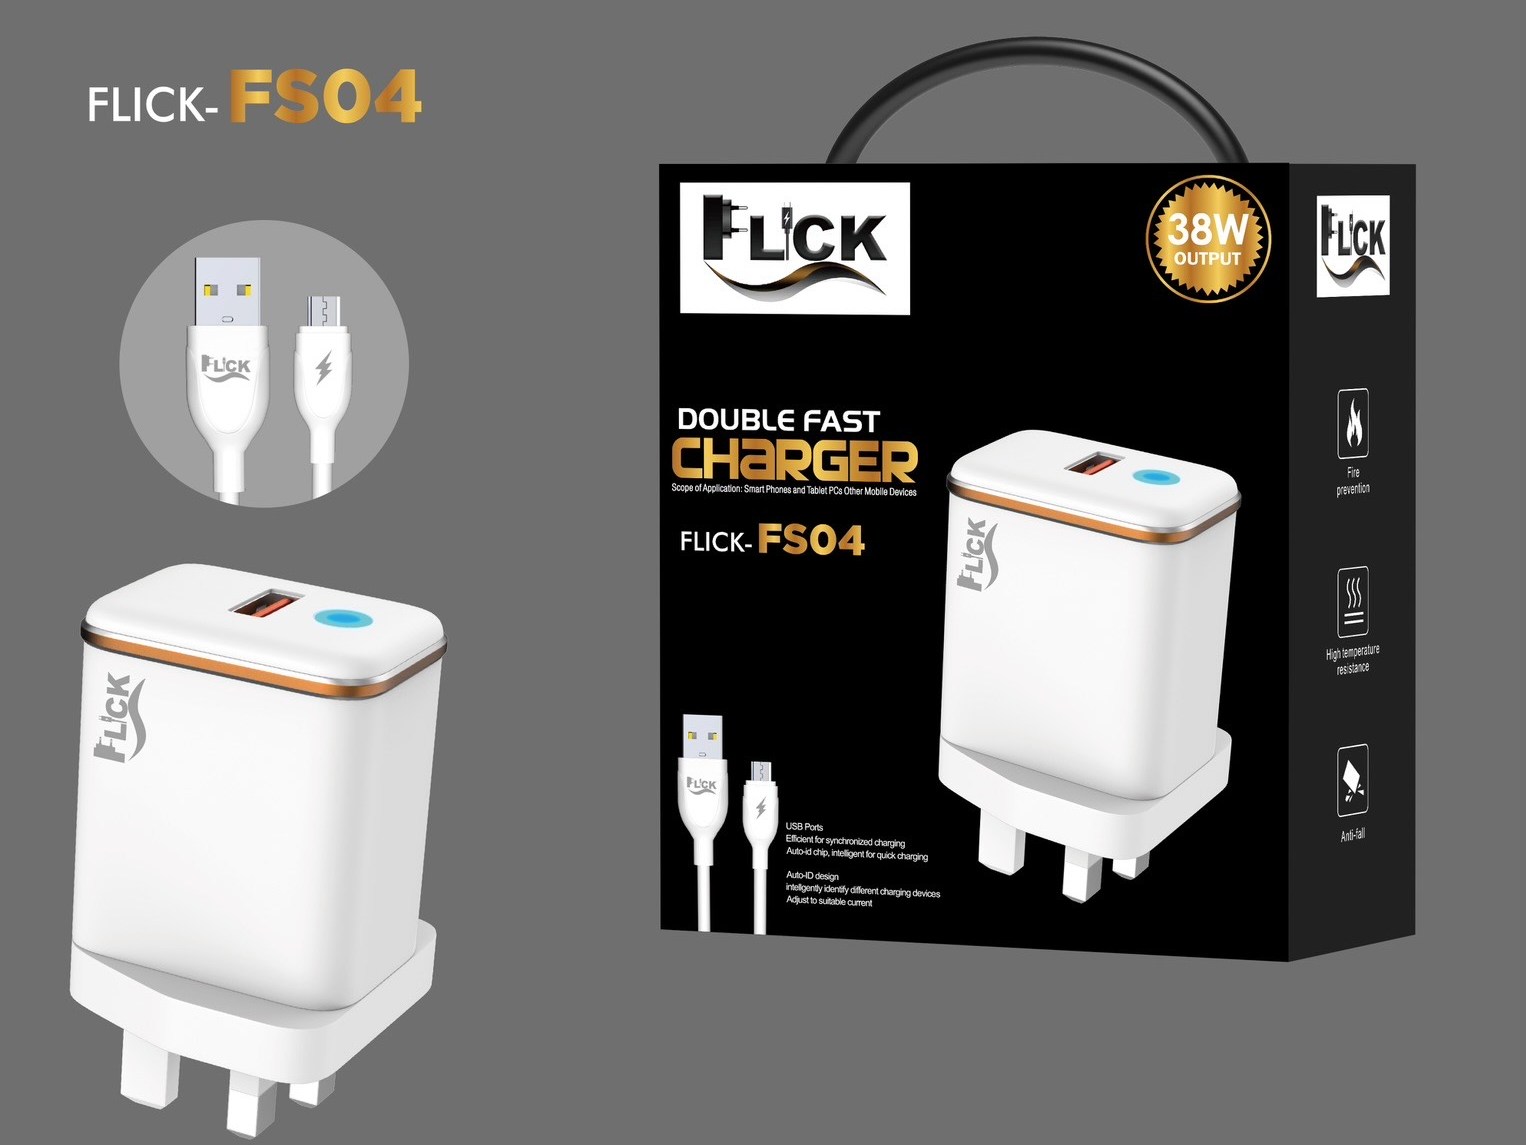 FLICK-FS04
FLICK
FLICK
FLICK
38W
OUTPUT
FLICK
DOUBLE FAST
CHARGER
Scope of Application: Smart Phones and Tablet PCs Other Mobile Devices
FLICK-FS04
FLICK
FLICK
USB Ports
Efficient for synchronized charging
Auto-id chip, intelligent for quick charging
Auto-ID design
intellgently identify different charging devices
Adjust to suitable current
Fire
prevention
High temperature
resistance
Anti-fall